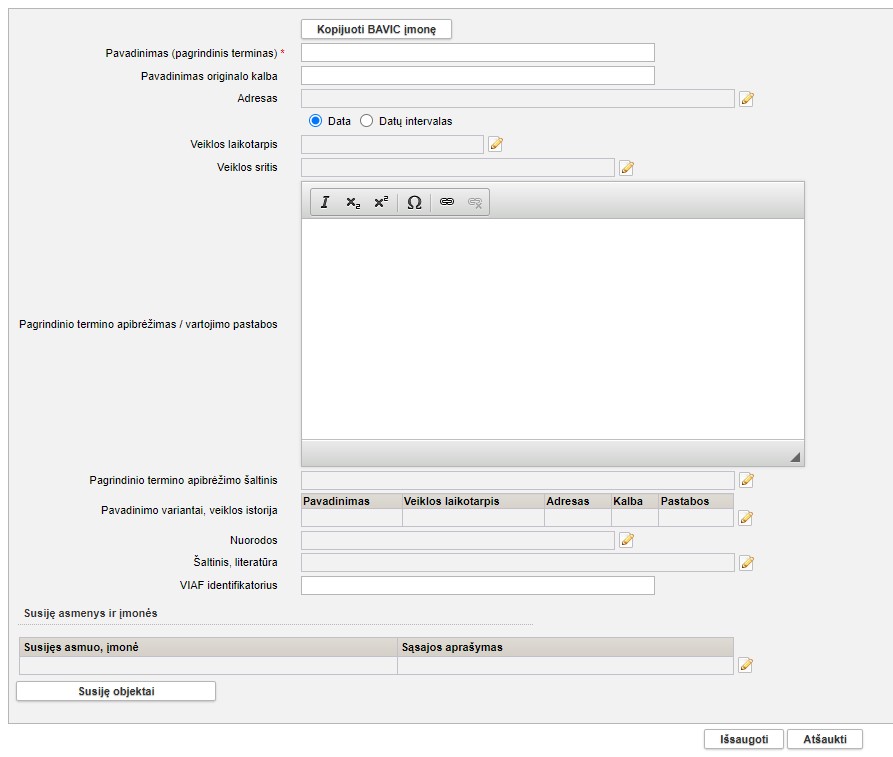 Kopijuoti BAVIC įmonę
Pavadinimas (pagrindinis terminas) *
Pavadinimas originalo kalba
Adresas
Data Datų intervalas
Veiklos laikotarpis
Veiklos sritis
I x₂ x² Ω
Pagrindinio termino apibrėžimas / vartojimo pastabos
Pagrindinio termino apibrėžimo šaltinis
Pavadinimo variantai, veiklos istorija
Pavadinimas Veiklos laikotarpis Adresas Kalba Pastabos
Nuorodos
Šaltinis, literatūra
VIAF identifikatorius
Susiję asmenys ir įmonės
Susijęs asmuo, įmonė Sąsajos aprašymas
Susiję objektai
Išsaugoti Atšaukti